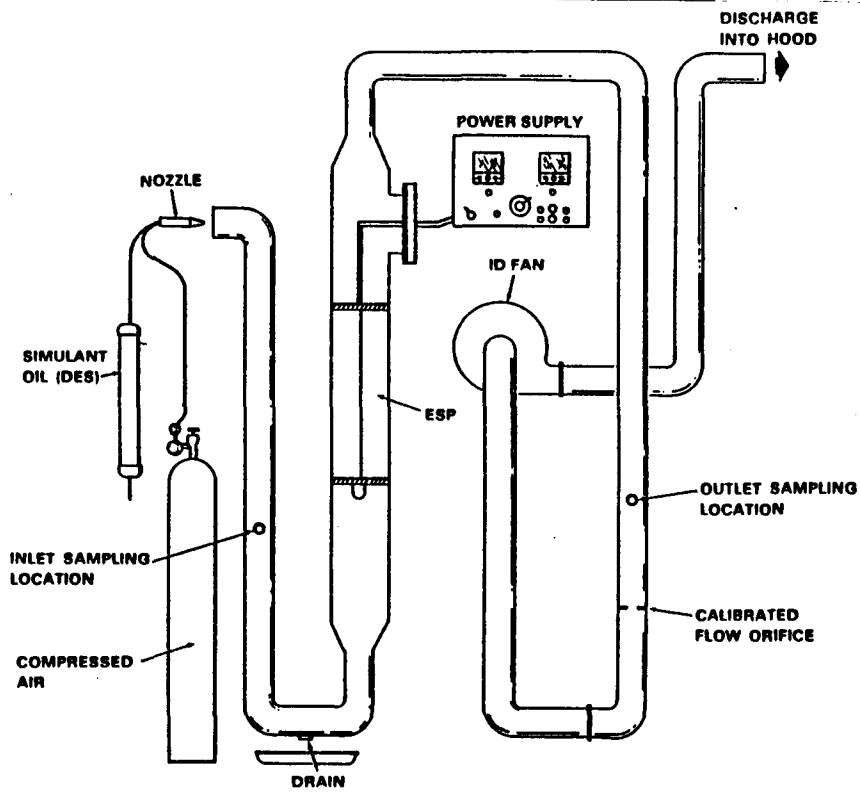 DISCHARGE
INTO HOOD
POWER SUPPLY
NOZZLE
ID FAN
SIMULANT
OIL (DES)
ESP
OUTLET SAMPLING
LOCATION
INLET SAMPLING
LOCATION
CALIBRATED
FLOW ORIFICE
COMPRESSED
AIR
DRAIN